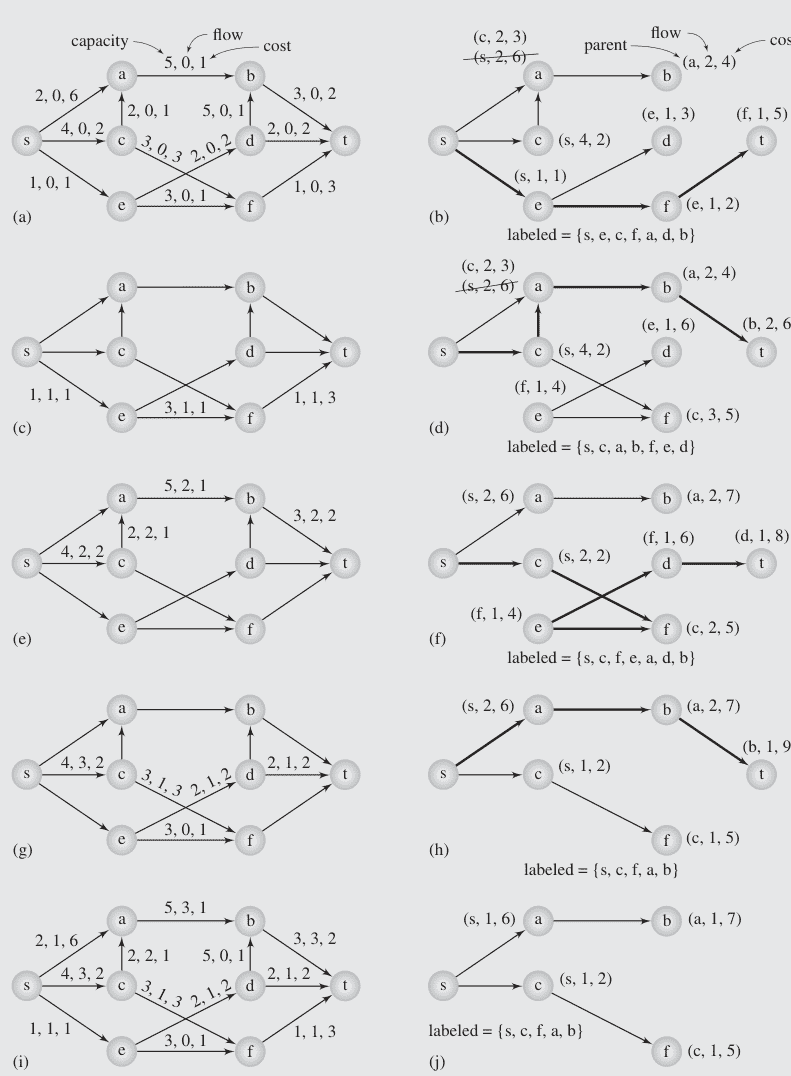 capacity flow cost
5, 0, 1
a b
2, 0, 6 2, 0, 1 5, 0, 1 3, 0, 2
s 4, 0, 2 c 3, 0, 3 2, 0, 2 d 2, 0, 2 t
1, 0, 1 3, 0, 1 1, 0, 3
e f
(a)
(c, 2, 3) parent flow cos
(s, 2, 6) a b (a, 2, 4)
(e, 1, 3) (f, 1, 5)
s c (s, 4, 2) d t
(s, 1, 1)
e f (e, 1, 2)
(b)
labeled = {s, e, c, f, a, d, b}
a b
s c d t
1, 1, 1 3, 1, 1 1, 1, 3
e f
(c)
(c, 2, 3)
(s, 2, 6) a b (a, 2, 4)
(e, 1, 6) (b, 2, 6
s c (s, 4, 2) d t
(f, 1, 4)
e f (c, 3, 5)
(d)
labeled = {s, c, a, b, f, e, d}
5, 2, 1
a b
2, 2, 1 3, 2, 2
s 4, 2, 2 c d t
e f
(e)
(s, 2, 6) a b (a, 2, 7)
(s, 2, 2) (f, 1, 6) (d, 1, 8)
s c d t
(f, 1, 4) e f (c, 2, 5)
(f)
labeled = {s, c, f, e, a, d, b}
a b
s 4, 3, 2 c 3, 1, 3 2, 1, 2 d 2, 1, 2 t
3, 0, 1
e f
(g)
(s, 2, 6) a b (a, 2, 7)
(b, 1, 9
s c (s, 1, 2) t
f (c, 1, 5)
(h)
labeled = {s, c, f, a, b}
5, 3, 1
a b
2, 1, 6 2, 2, 1 5, 0, 1 3, 3, 2
s 4, 3, 2 c 3, 1, 3 2, 1, 2 d 2, 1, 2 t
1, 1, 1 3, 0, 1 1, 1, 3
e f
(i)
(s, 1, 6) a b (a, 1, 7)
s c (s, 1, 2)
labeled = {s, c, f, a, b}
f (c, 1, 5)
(j)